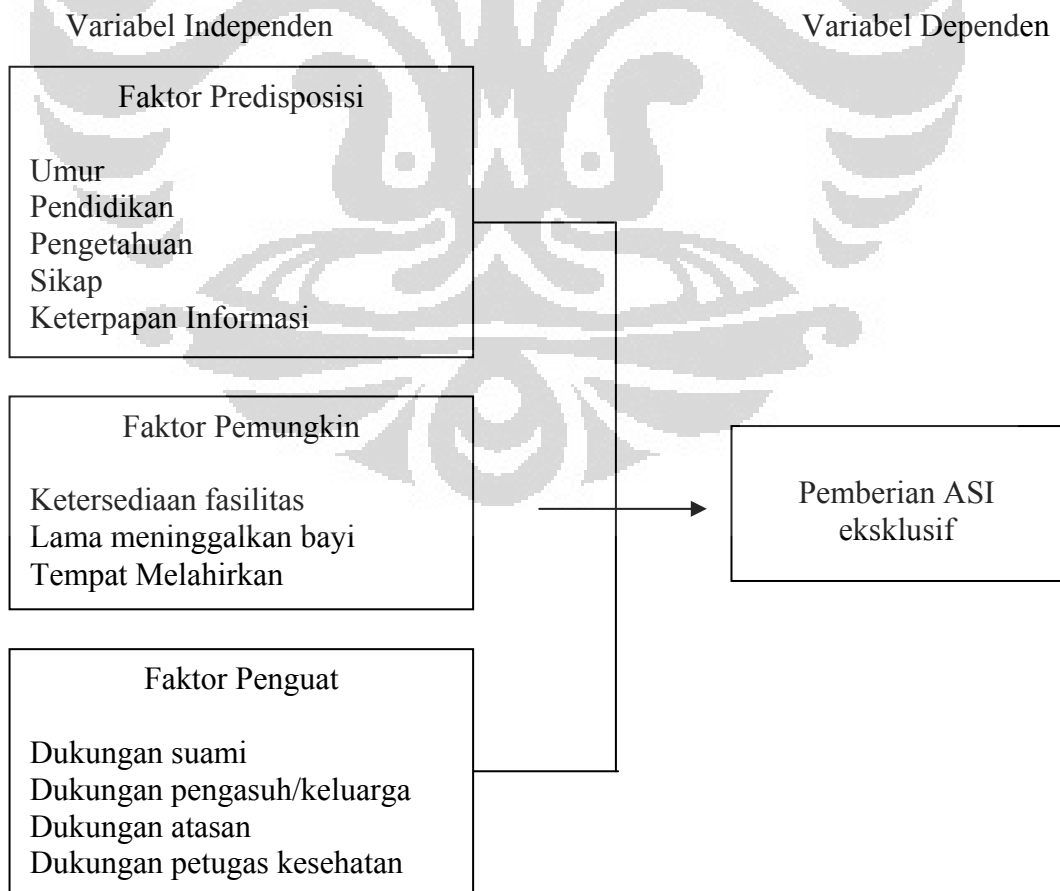 Variabel Independen
Variabel Dependen
Faktor Predisposisi
Umur
Pendidikan
Pengetahuan
Sikap
Keterpapan Informasi
Faktor Pemungkin
Ketersediaan fasilitas
Lama meninggalkan bayi
Tempat Melahirkan
Pemberian ASI
eksklusif
Faktor Penguat
Dukungan suami
Dukungan pengasuh/keluarga
Dukungan atasan
Dukungan petugas kesehatan